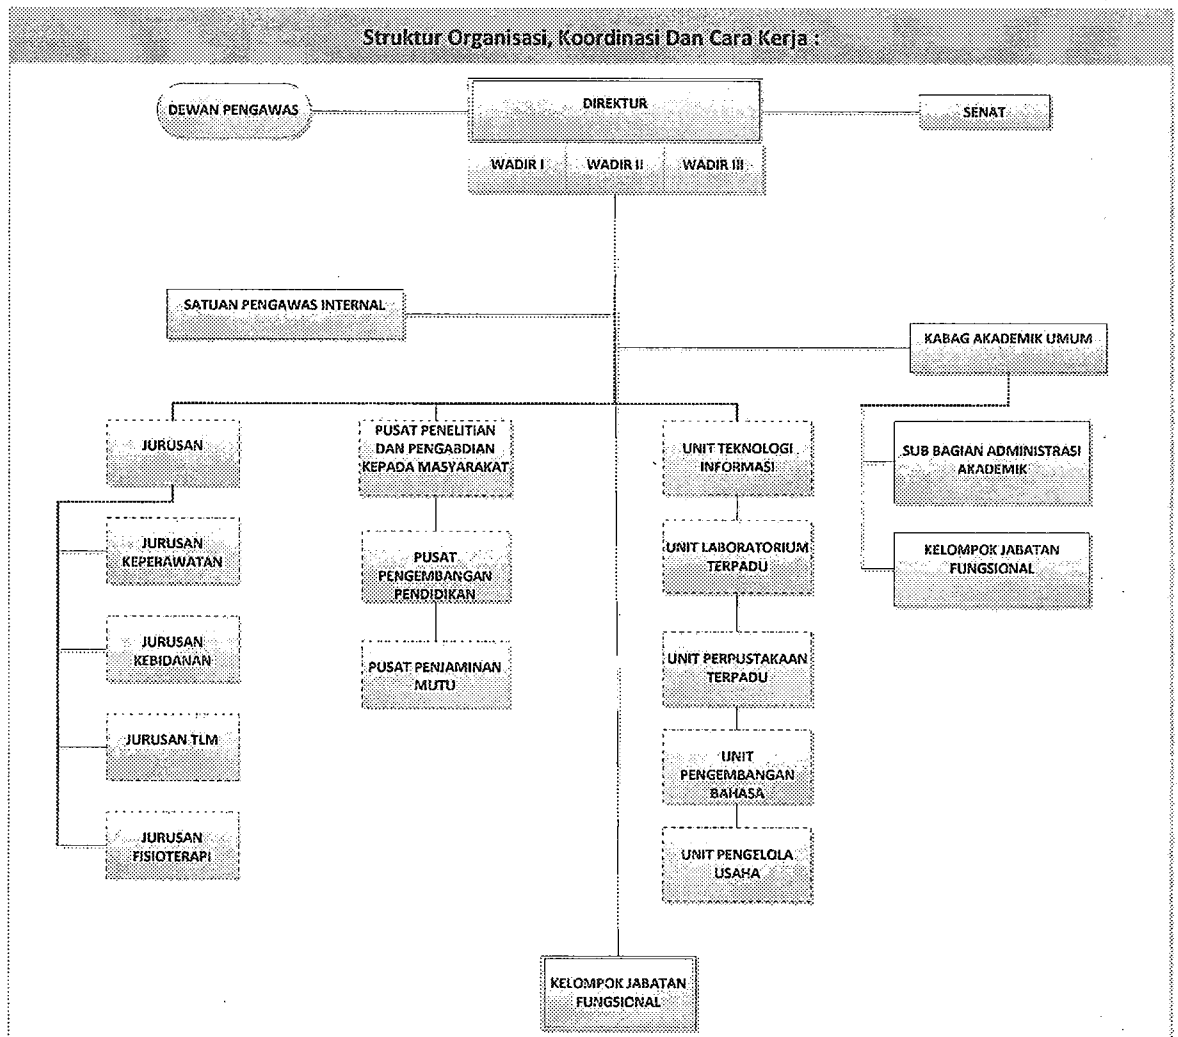 Struktur Organisasi, Koordinasi Dan Cara Kerja :
DEWAN PENGAWAS
DIREKTUR
SENAT
WADIR I
WADIR II
WADIR III
SATUAN PENGAWAS INTERNAL
KABAG AKADEMIK UMUM
JURUSAN
PUSAT PENELITIAN
DAN PENGABDIAN
KEPADA MASYARAKAT
UNIT TEKNOLOGI
INFORMASI
SUB BAGIAN ADMINISTRASI
AKADEMIK
JURUSAN
KEPERAWATAN
PUSAT
PENGEMBANGAN
PENDIDIKAN
UNIT LABORATORIUM
TERPADU
KELOMPOK JABATAN
FUNGSIONAL
JURUSAN
KEBIDANAN
PUSAT PENJAMINAN
MUTU
UNIT PERPUSTAKAAN
TERPADU
JURUSAN TLM
UNIT
PENGEMBANGAN
BAHASA
JURUSAN
FISIOTERAPI
UNIT PENGELOLA
USAHA
KELOMPOK JABATAN
FUNGSIONAL